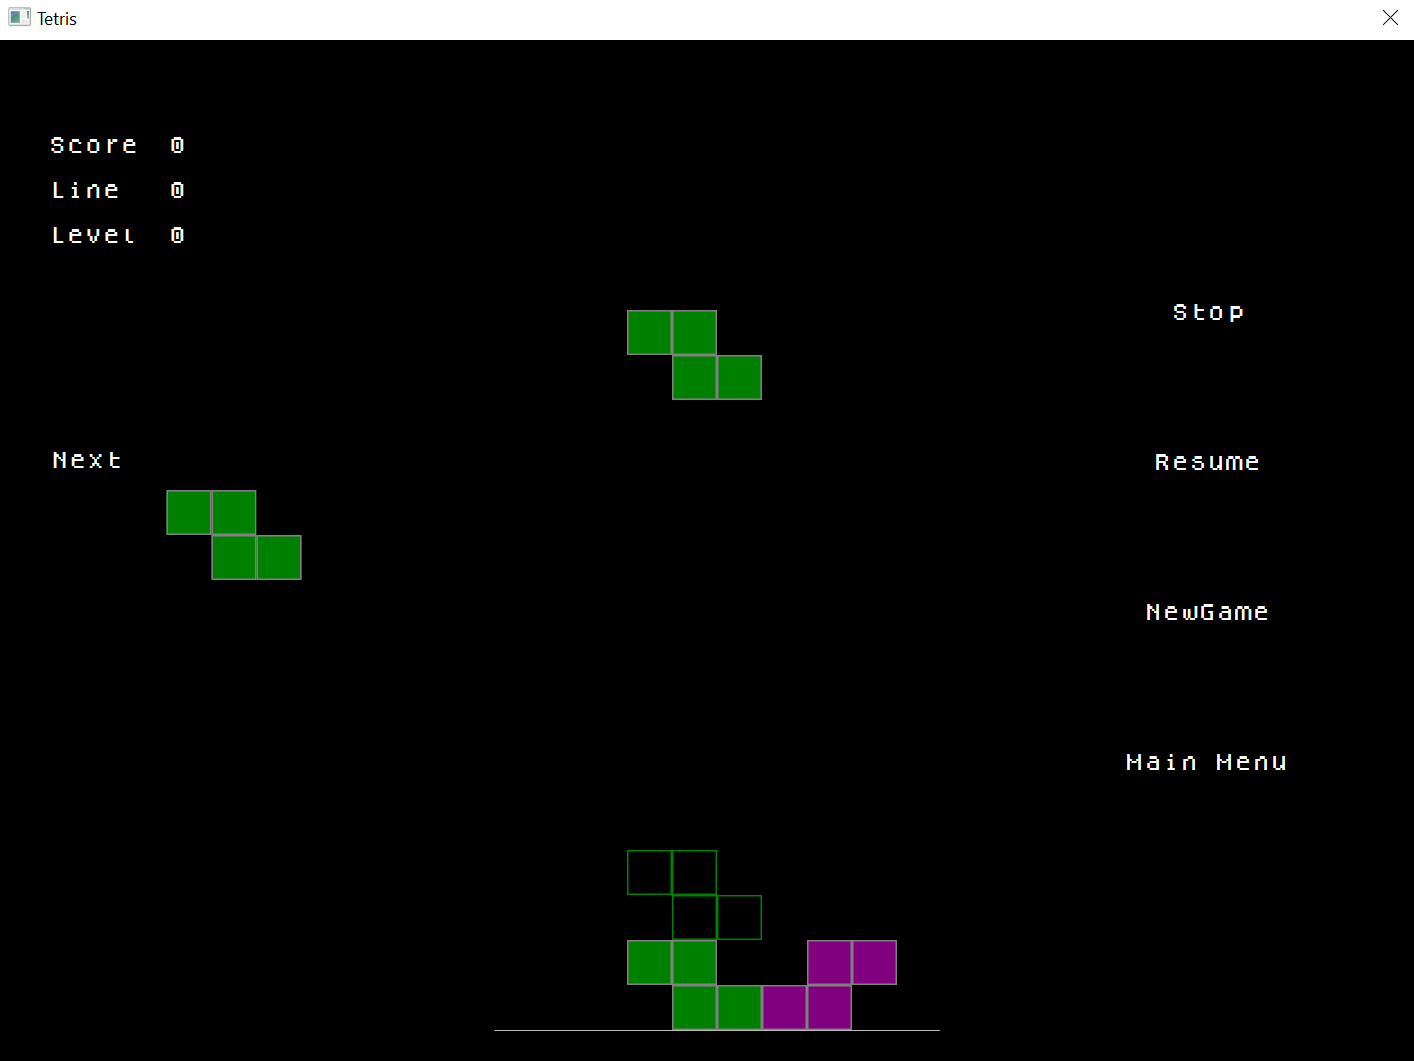 Tetris
Score 0
Line 0
Level 0
Stop
Next
Resume
NewGame
Main Menu